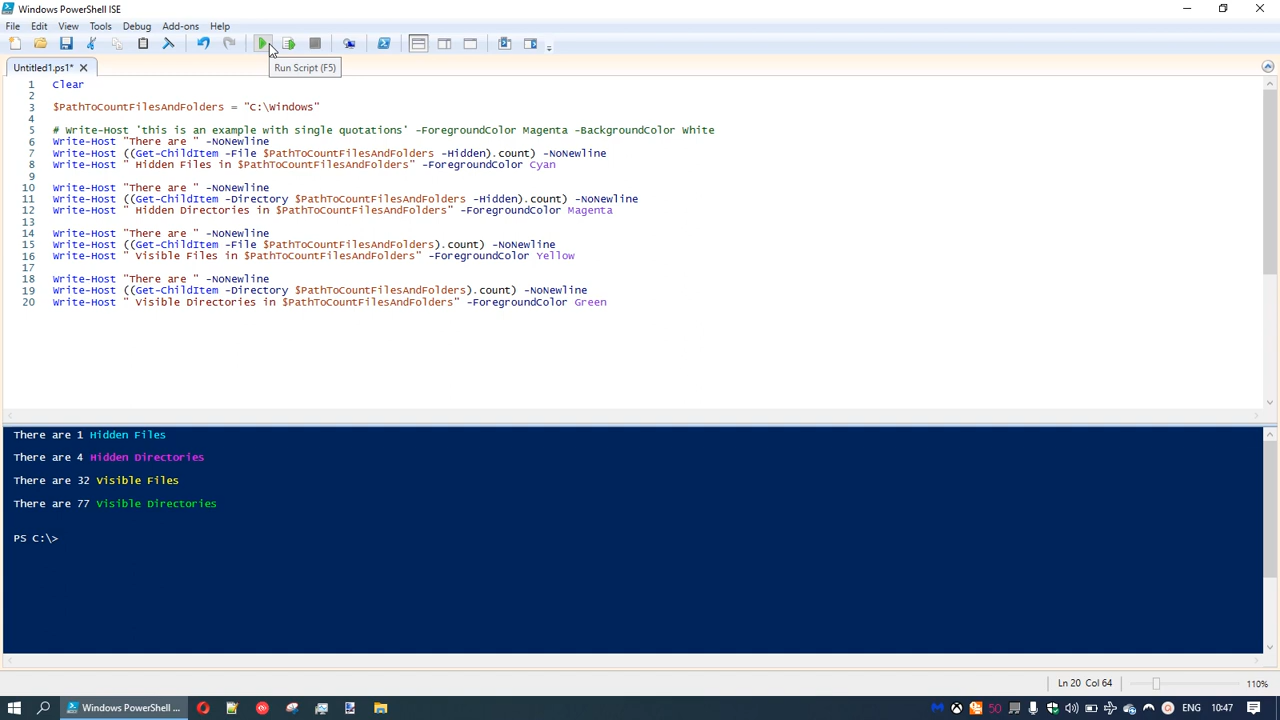 Windows PowerShell ISE
File Edit View Tools Debug Add-ons Help
Run Script (F5)
Untitled1.ps1*
1 Clear
2
3 $PathToCountFilesAndFolders = "C:\Windows"
4
5 # Write-Host 'this is an example with single quotations' -ForegroundColor Magenta -BackgroundColor White
6 Write-Host "There are " -NoNewline
7 Write-Host ((Get-ChildItem -File $PathToCountFilesAndFolders -Hidden).count) -NoNewline
8 Write-Host " Hidden Files in $PathToCountFilesAndFolders" -ForegroundColor Cyan
9
10 Write-Host "There are " -NoNewline
11 Write-Host ((Get-ChildItem -Directory $PathToCountFilesAndFolders -Hidden).count) -NoNewline
12 Write-Host " Hidden Directories in $PathToCountFilesAndFolders" -ForegroundColor Magenta
13
14 Write-Host "There are " -NoNewline
15 Write-Host ((Get-ChildItem -File $PathToCountFilesAndFolders).count) -NoNewline
16 Write-Host " Visible Files in $PathToCountFilesAndFolders" -ForegroundColor Yellow
17
18 Write-Host "There are " -NoNewline
19 Write-Host ((Get-ChildItem -Directory $PathToCountFilesAndFolders).count) -NoNewline
20 Write-Host " Visible Directories in $PathToCountFilesAndFolders" -ForegroundColor Green
There are 1 Hidden Files
There are 4 Hidden Directories
There are 32 Visible Files
There are 77 Visible Directories
PS C:\>
Ln 20 Col 64 110%
Windows PowerShell ... 50 ENG 10:47